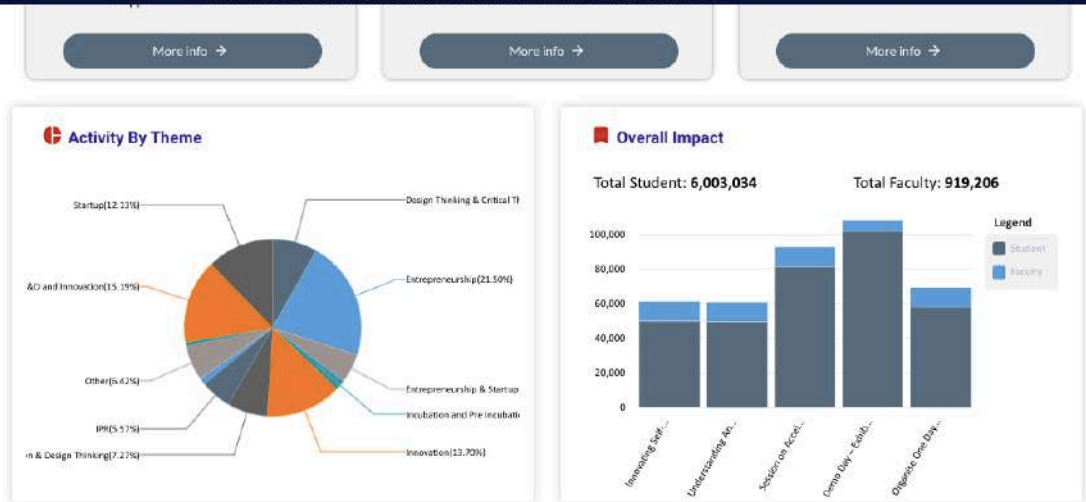 More info →
More info →
More info →
Activity By Theme
Startup(12.13%)
Design Thinking & Critical Th
Entrepreneurship(21.50%)
&D and Innovation(15.19%)
Other(6.42%)
Entrepreneurship & Startup
Incubation and Pre Incubati
IPR(5.57%)
Innovation(13.70%)
n & Design Thinking(7.27%)
Overall Impact
Total Student: 6,003,034
Total Faculty: 919,206
Legend
Student
Faculty
100,000
80,000
60,000
40,000
20,000
0
Innovating Self-...
Understanding An...
Session on Accel...
Demo Day – Exhib...
Organise One Day...